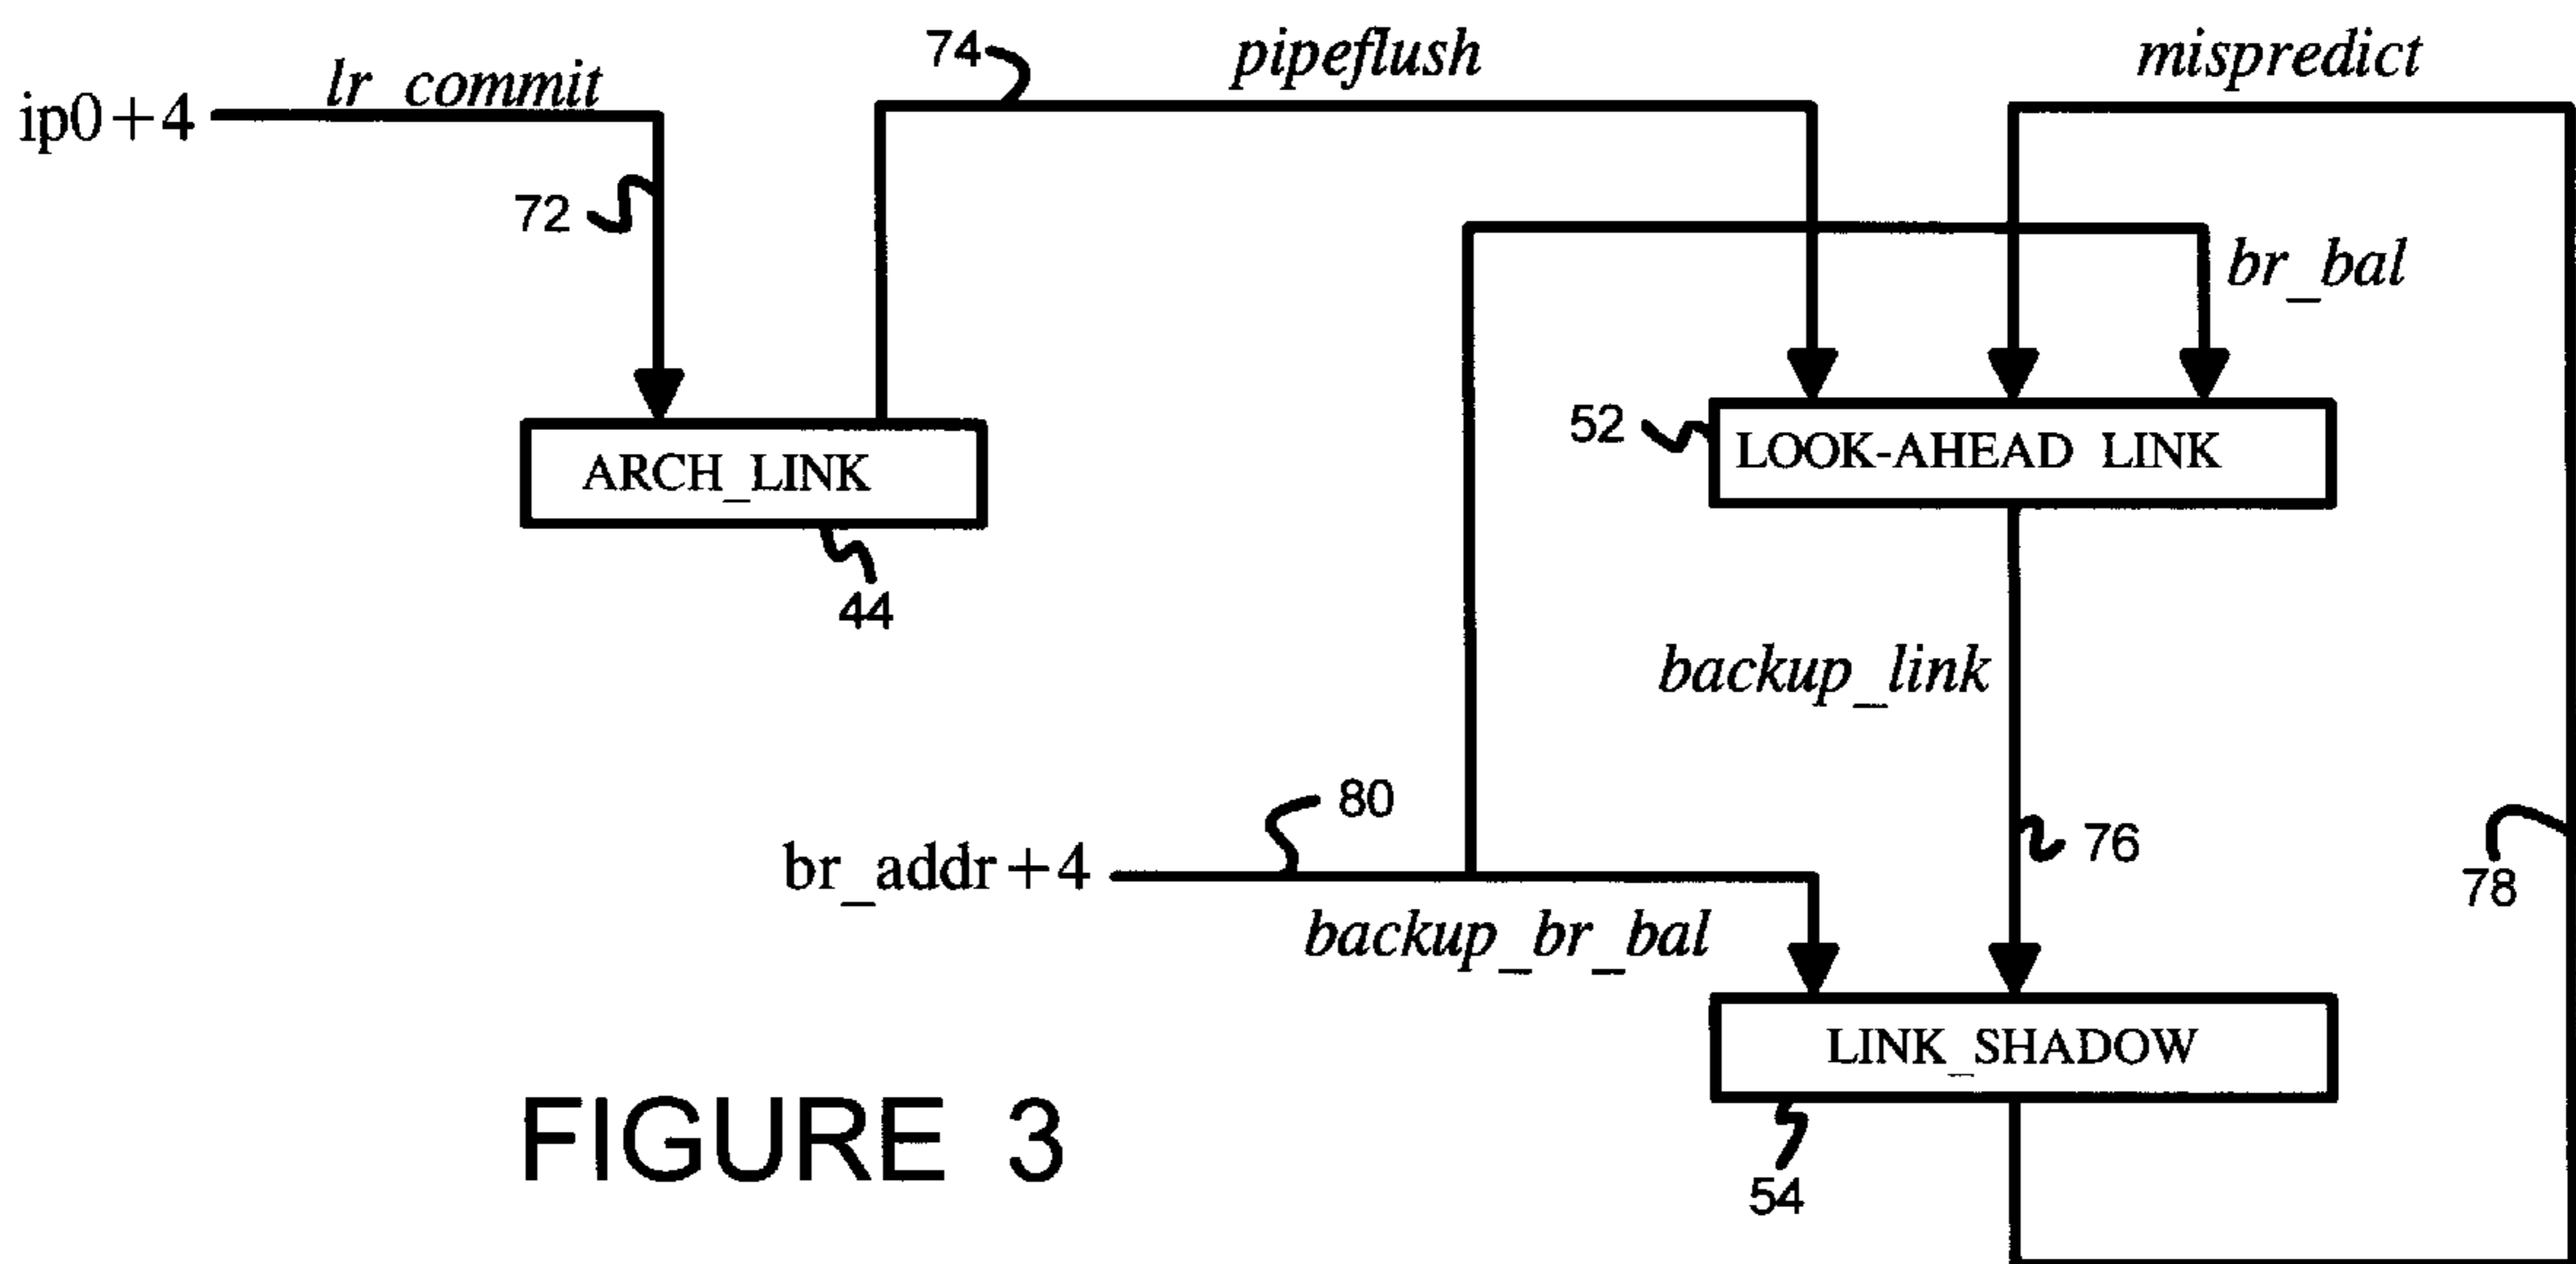 74
pipeflush
mispredict
ip0+4
lr_commit
72
br_bal
52
LOOK-AHEAD LINK
ARCH_LINK
44
backup_link
80
76
br_addr+4
78
backup_br_bal
LINK_SHADOW
54
FIGURE 3